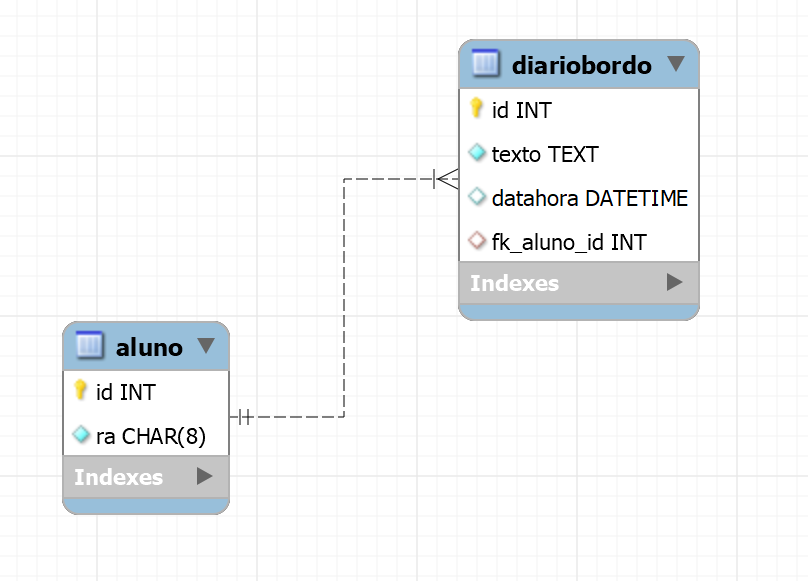 diariobordo
id INT
texto TEXT
datahora DATETIME
fk_aluno_id INT
Indexes
aluno
id INT
ra CHAR(8)
Indexes